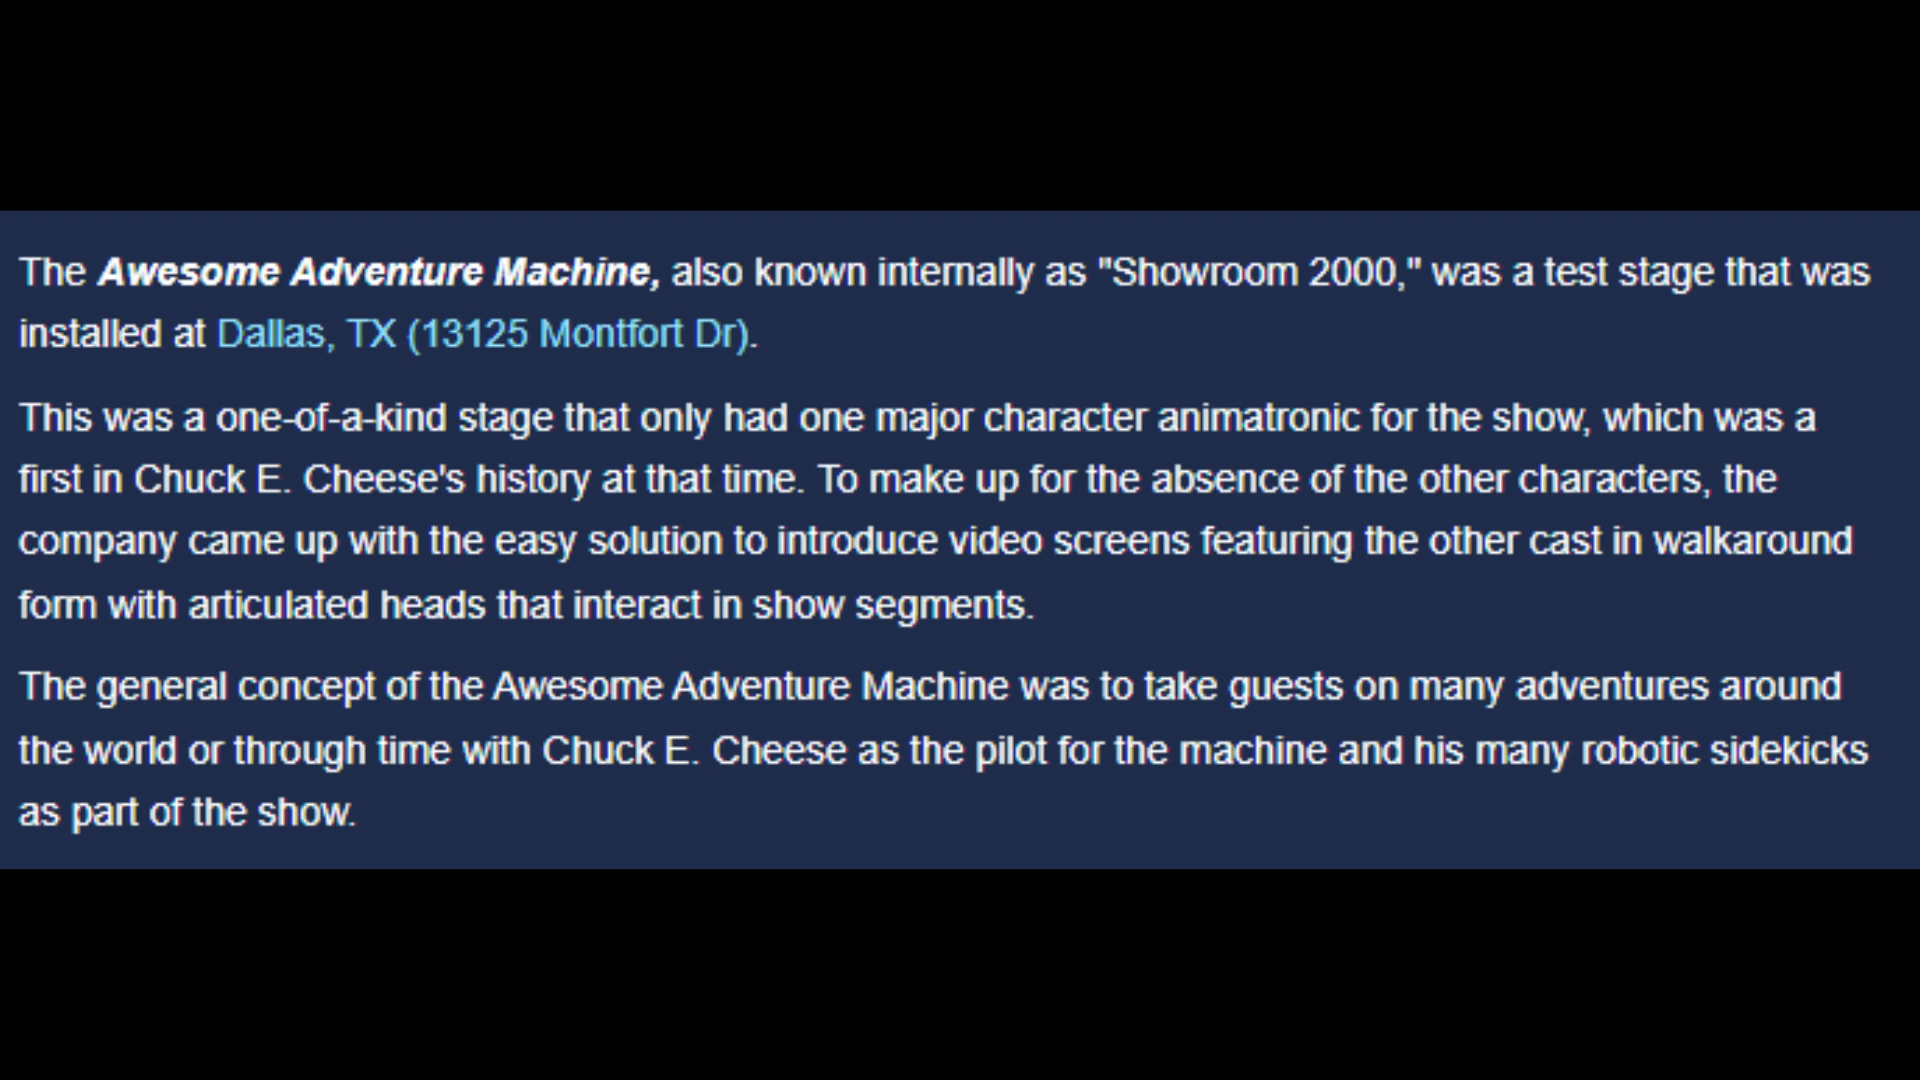 The Awesome Adventure Machine, also known internally as "Showroom 2000," was a test stage that was
installed at Dallas, TX (13125 Montfort Dr).
This was a one-of-a-kind stage that only had one major character animatronic for the show, which was a
first in Chuck E. Cheese's history at that time. To make up for the absence of the other characters, the
company came up with the easy solution to introduce video screens featuring the other cast in walkaround
form with articulated heads that interact in show segments.
The general concept of the Awesome Adventure Machine was to take guests on many adventures around
the world or through time with Chuck E. Cheese as the pilot for the machine and his many robotic sidekicks
as part of the show.